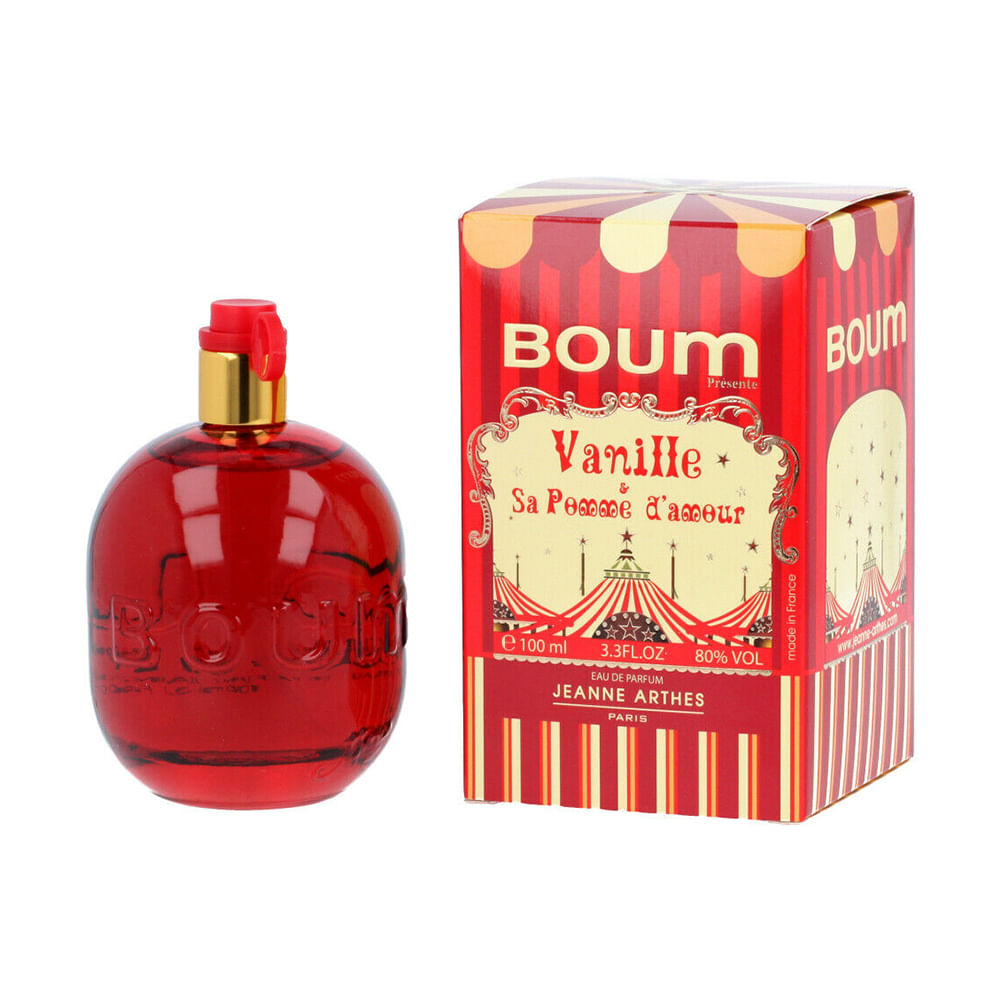 BOUM
BOUM
Présente
Vanille
&
Sa Pomme d'amour
e 100 ml 3.3FL.OZ· 80% VOL
EAU DE PARFUM
JEANNE ARTHES
PARIS
made in France
BOUM
www.jeanne-arthes.com